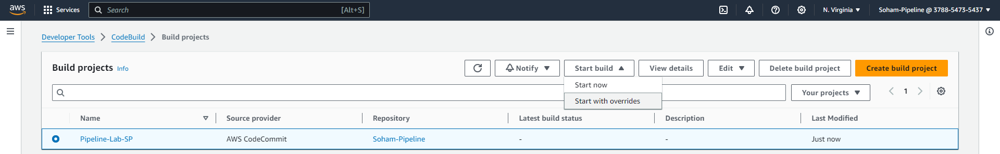 aws Services Search [Alt+S] N. Virginia Soham-Pipeline @ 3788-5473-5437
Developer Tools CodeBuild Build projects
Build projects Info Notify Start build View details Edit Delete build project Create build project
Start now
Your projects 1
Start with overrides
Name Source provider Repository Latest build status Description Last Modified
Pipeline-Lab-SP AWS CodeCommit Soham-Pipeline - - Just now